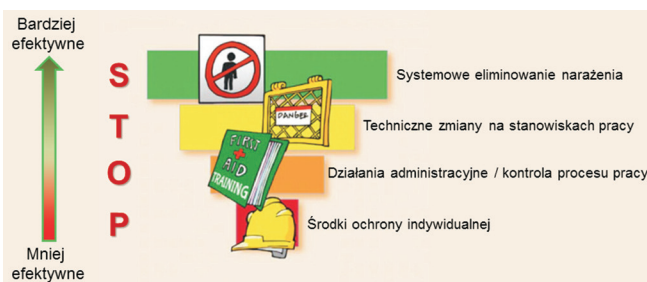 Bardziej
efektywne
S
Systemowe eliminowanie narażenia
DANGER
T
Techniczne zmiany na stanowiskach pracy
FIRST
+
AID
TRAINING
O
Działania administracyjne / kontrola procesu pracy
P
Środki ochrony indywidualnej
Mniej
efektywne